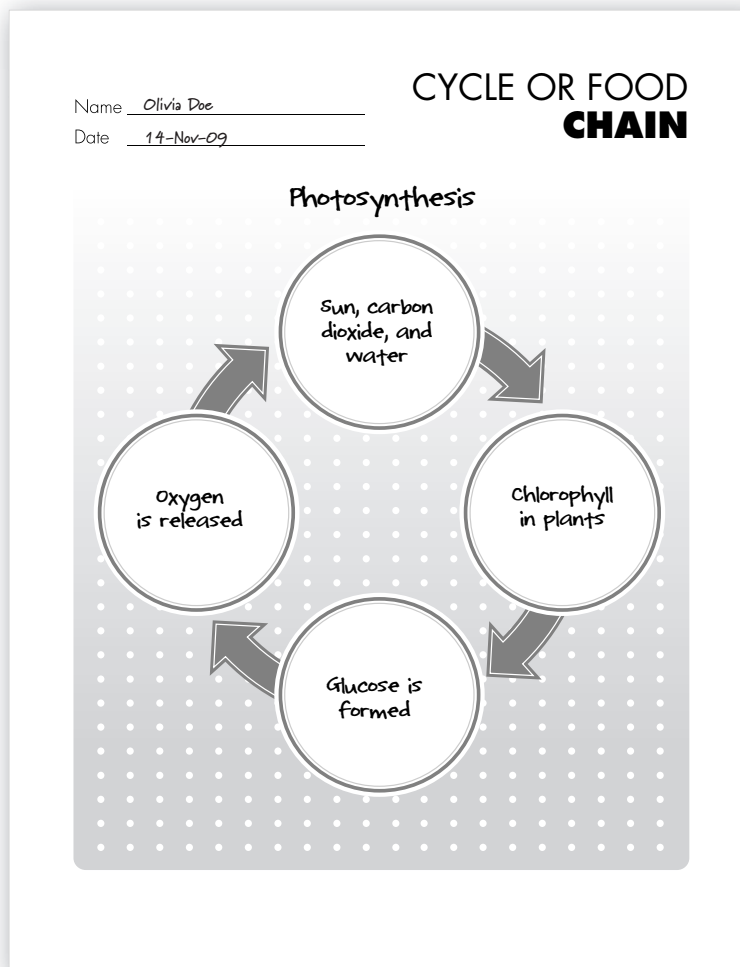 Name Olivia Doe
Date 14-Nov-09
CYCLE OR FOOD
CHAIN
Photosynthesis
Sun, carbon
dioxide, and
water
Chlorophyll
in plants
Glucose is
formed
Oxygen
is released